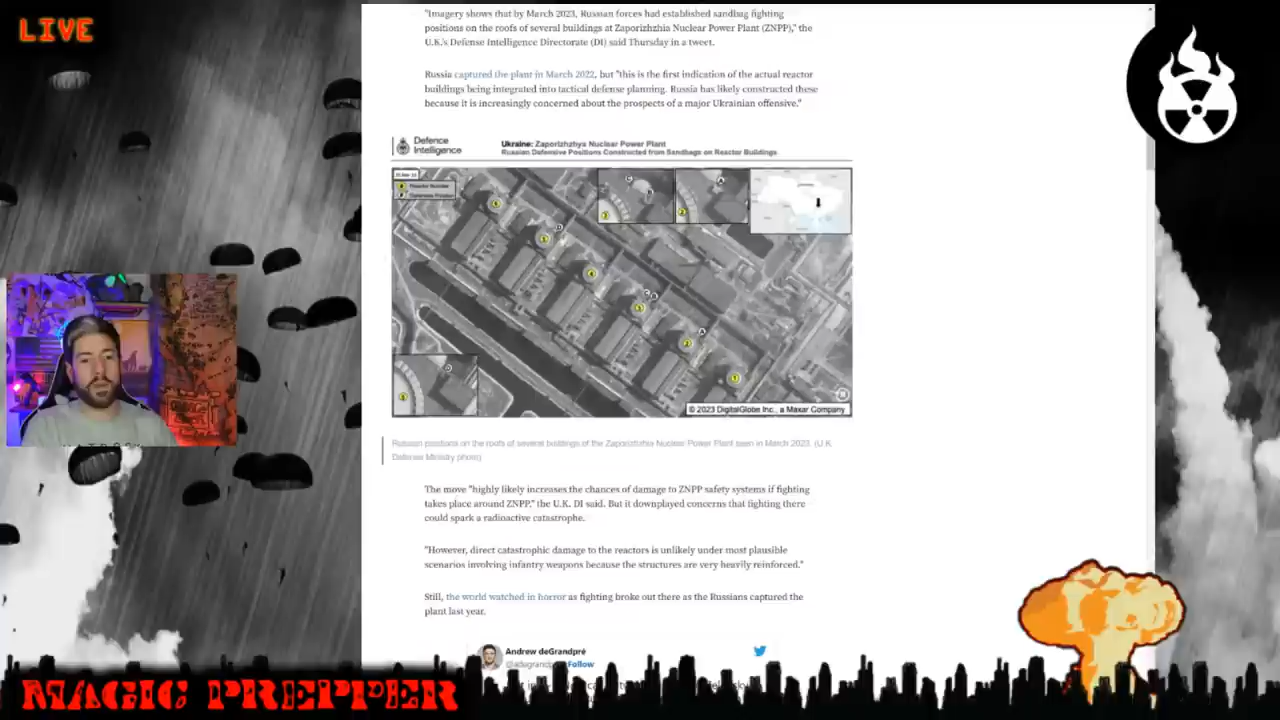 LIVE
"Imagery shows that by March 2023, Russian forces had established sandbag fighting
positions on the roofs of several buildings at Zaporizhzhia Nuclear Power Plant (ZNPP)," the
U.K.'s Defense Intelligence Directorate (DI) said Thursday in a tweet.
Russia captured the plant in March 2022, but "this is the first indication of the actual reactor
buildings being integrated into tactical defense planning. Russia has likely constructed these
because it is increasingly concerned about the prospects of a major Ukrainian offensive."
Defence
Intelligence
Ukraine: Zaporizhzhya Nuclear Power Plant
Russian Defensive Positions Constructed from Sandbags on Reactor Buildings
© 2023 DigitalGlobe Inc., a Maxar Company
Russian positions on the roofs of several buildings of the Zaporizhzhia Nuclear Power Plant seen in March 2023. (U.K.
Defense Ministry photo)
The move "highly likely increases the chances of damage to ZNPP safety systems if fighting
takes place around ZNPP," the U.K. DI said. But it downplayed concerns that fighting there
could spark a radioactive catastrophe.
"However, direct catastrophic damage to the reactors is unlikely under most plausible
scenarios involving infantry weapons because the structures are very heavily reinforced."
Still, the world watched in horror as fighting broke out there as the Russians captured the
plant last year.
Andrew deGrandpré
Follow
MAGIC PREPPER